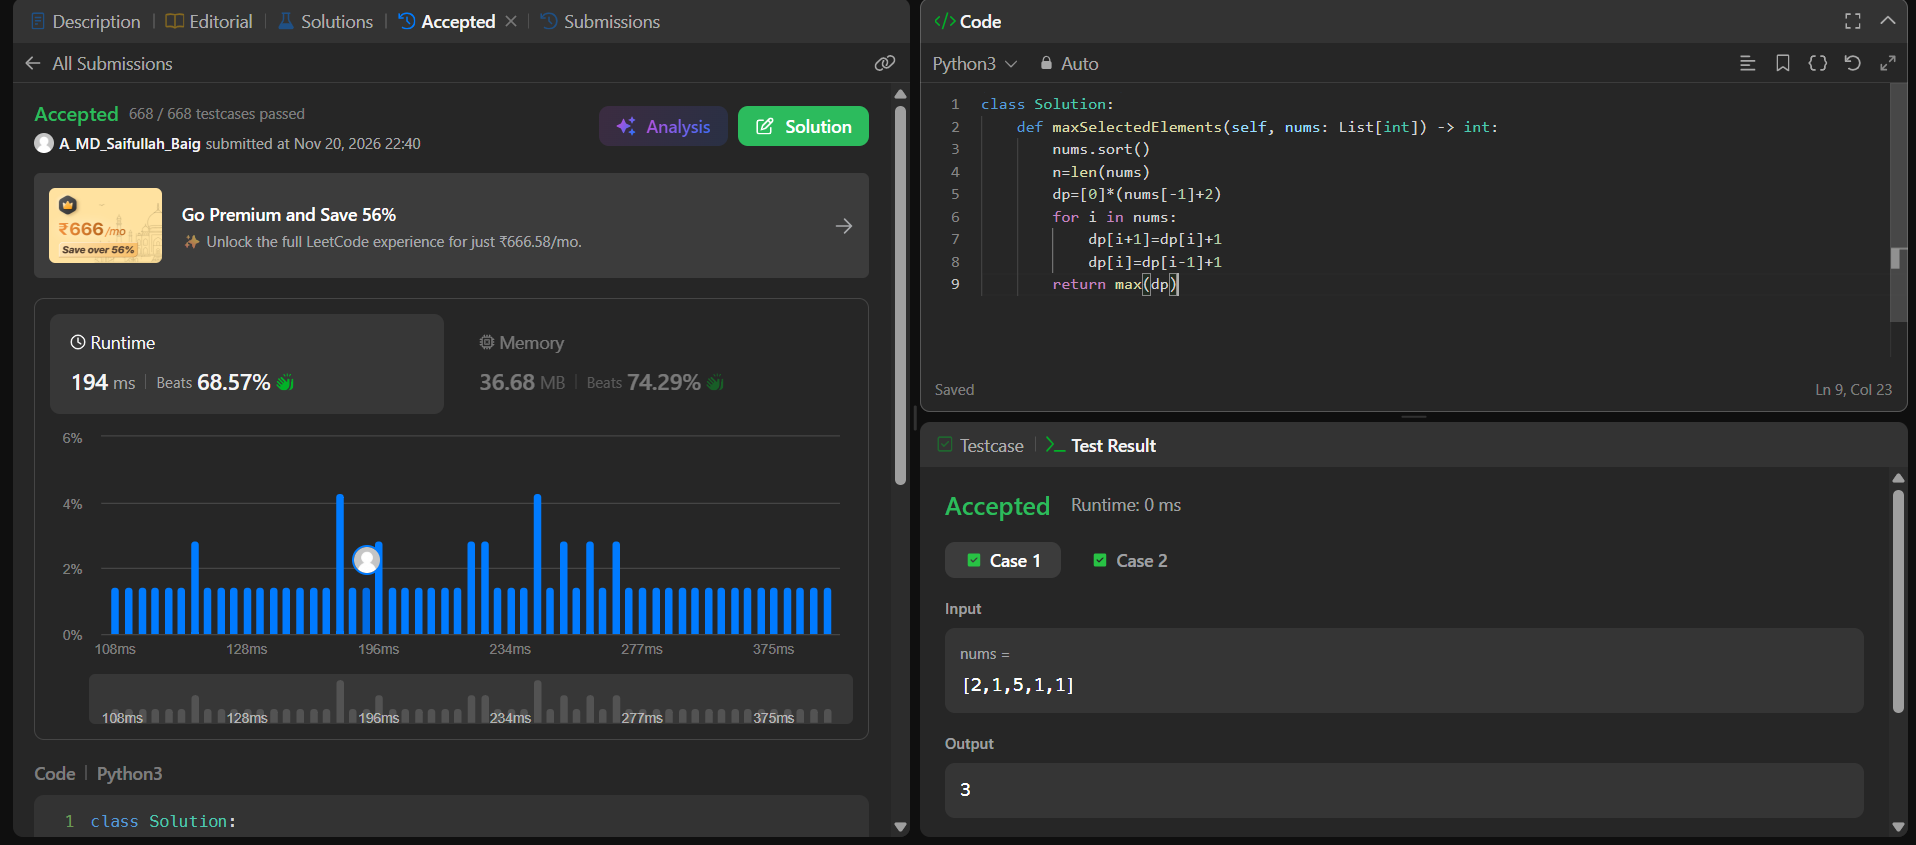 Description | Editorial | Solutions | Accepted | Submissions
All Submissions
Accepted 668 / 668 testcases passed
A_MD_Saifullah_Baig submitted at Nov 20, 2026 22:40
Analysis
Solution
₹666 /mo
Save over 56%
Go Premium and Save 56%
✨ Unlock the full LeetCode experience for just ₹666.58/mo.
Runtime
194 ms | Beats 68.57%
Memory
36.68 MB | Beats 74.29%
6%
4%
2%
0%
108ms 128ms 196ms 234ms 277ms 375ms
108ms 128ms 196ms 234ms 277ms 375ms
Code | Python3
1 class Solution:
</> Code
Python3 Auto
1 class Solution:
2     def maxSelectedElements(self, nums: List[int]) -> int:
3         nums.sort()
4         n=len(nums)
5         dp=[0]*(nums[-1]+2)
6         for i in nums:
7             dp[i+1]=dp[i]+1
8             dp[i]=dp[i-1]+1
9         return max(dp)
Saved
Ln 9, Col 23
Testcase | Test Result
Accepted Runtime: 0 ms
Case 1 Case 2
Input
nums =
[2,1,5,1,1]
Output
3